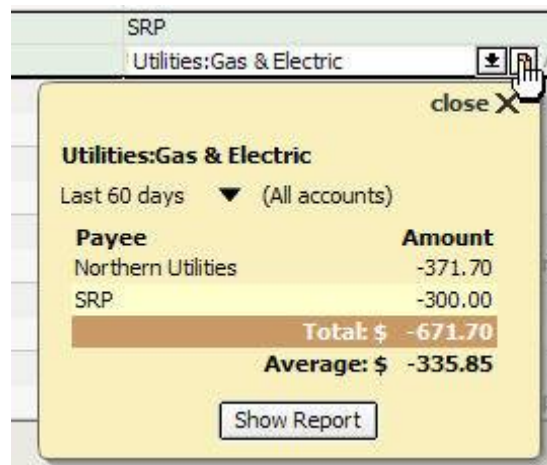 SRP
Utilities:Gas & Electric
close X
Utilities:Gas & Electric
Last 60 days ▼ (All accounts)
Payee Amount
Northern Utilities -371.70
SRP -300.00
Total: $ -671.70
Average: $ -335.85
Show Report